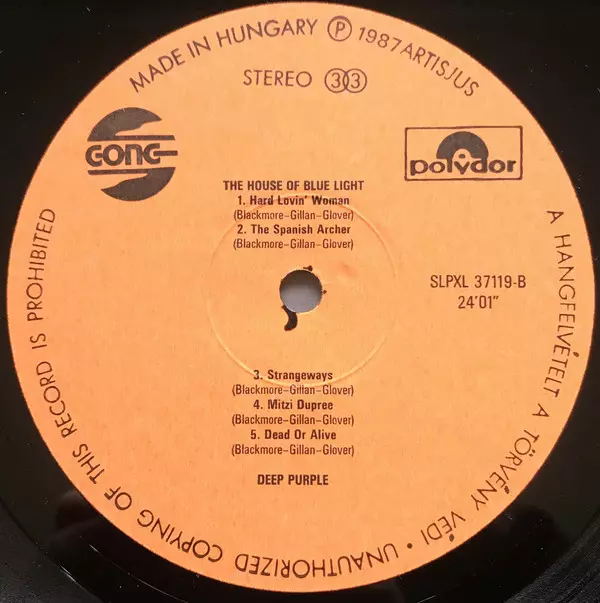 MADE IN HUNGARY Ⓟ 1987 ARTISJUS
STEREO 33
GONG
polydor
THE HOUSE OF BLUE LIGHT
1. Hard Lovin' Woman
(Blackmore-Gillan-Glover)
2. The Spanish Archer
(Blackmore-Gillan-Glover)
SLPXL 37119-B
24'01"
3. Strangeways
(Blackmore-Gillan-Glover)
4. Mitzi Dupree
(Blackmore-Gillan-Glover)
5. Dead Or Alive
(Blackmore-Gillan-Glover)
DEEP PURPLE
A HANGFELVÉTELT A TÖRVÉNY VÉDI • UNAUTHORIZED COPYING OF THIS RECORD IS PROHIBITED